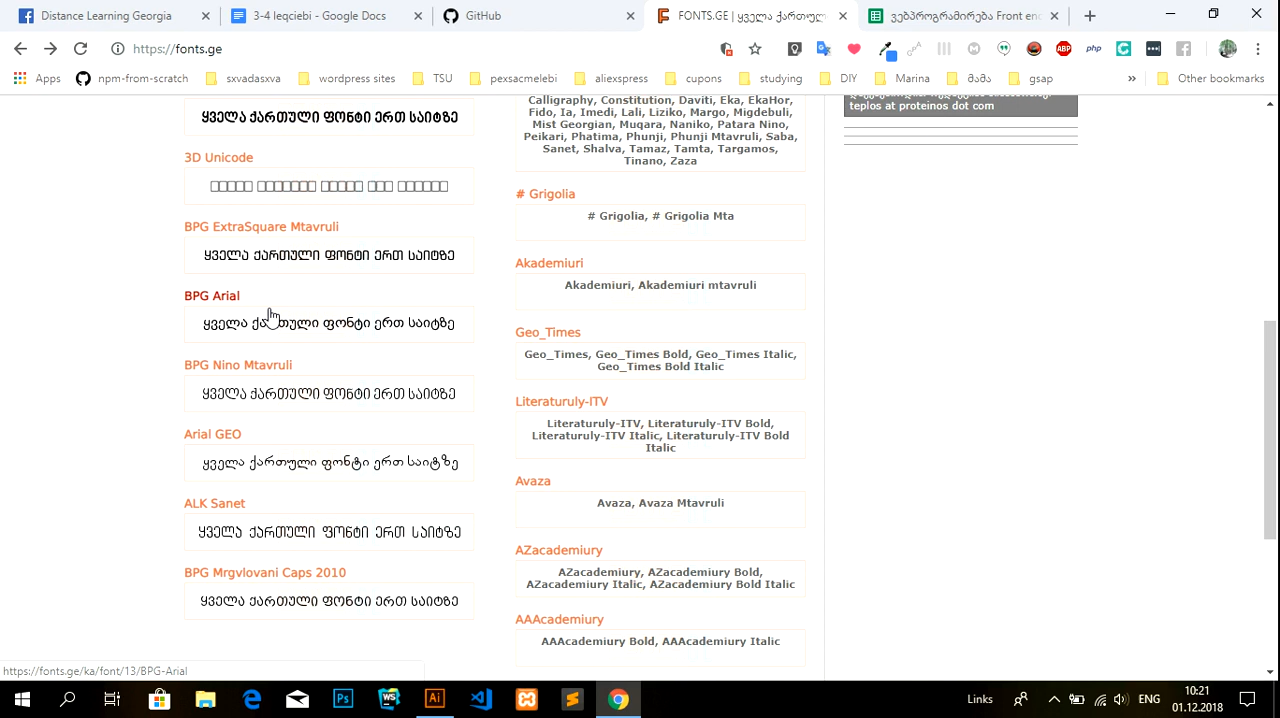 Distance Learning Georgia
3-4 leqciebi - Google Docs
GitHub
FONTS.GE | ყველა ქართულ
ვებპროგრამირება Front en
https://fonts.ge
Apps
npm-from-scratch
sxvadasxva
wordpress sites
TSU
pexsacmelebi
aliexspress
cuponi
studying
DIY
Marina
მამა
gsap
»
Other bookmarks
ABP
php
ყველა ქართული ფონტი ერთ საიტზე
3D Unicode
BPG ExtraSquare Mtavruli
ყველა ქართული ფონტი ერთ საიტზე
BPG Arial
ყველა ქართული ფონტი ერთ საიტზე
BPG Nino Mtavruli
ყველა ქართული ფონტი ერთ საიტზე
Arial GEO
ყველა ქართული ფონტი ერთ საიტზე
ALK Sanet
ყველა ქართული ფონტი ერთ საიტზე
BPG Mrgvlovani Caps 2010
ყველა ქართული ფონტი ერთ საიტზე
Calligraphy, Constitution, Daviti, Eka, EkaHor,
Fido, Ia, Imedi, Lali, Liziko, Margo, Migdebuli,
Mist Georgian, Muqara, Naniko, Patara Nino,
Peikari, Phatima, Phunji, Phunji Mtavruli, Saba,
Sanet, Shalva, Tamaz, Tamta, Targamos,
Tinano, Zaza
# Grigolia
# Grigolia, # Grigolia Mta
Akademiuri
Akademiuri, Akademiuri mtavruli
Geo_Times
Geo_Times, Geo_Times Bold, Geo_Times Italic,
Geo_Times Bold Italic
Literaturuly-ITV
Literaturuly-ITV, Literaturuly-ITV Bold,
Literaturuly-ITV Italic, Literaturuly-ITV Bold
Italic
Avaza
Avaza, Avaza Mtavruli
AZacademiury
AZacademiury, AZacademiury Bold,
AZacademiury Italic, AZacademiury Bold Italic
AAAcademiury
AAAcademiury Bold, AAAcademiury Italic
teplos at proteinos dot com
https://fonts.ge/ka/font/13/BPG-Arial
Ps
WS
Ai
Links
ENG
10:21
01.12.2018